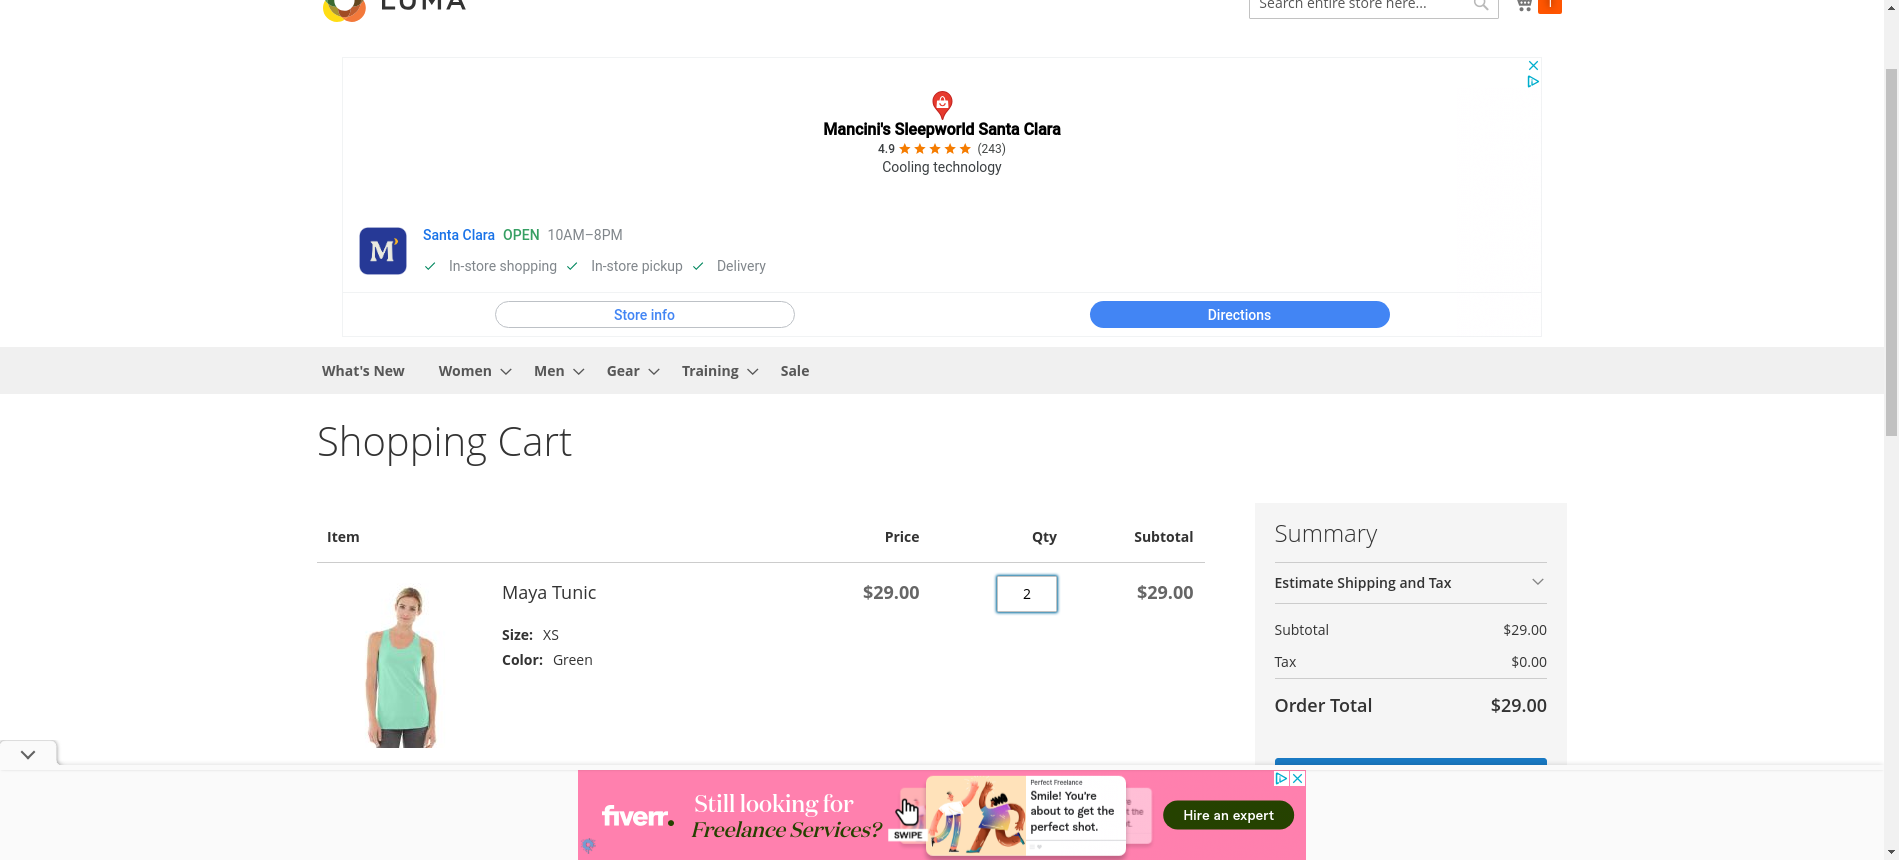 LUMA
Search entire store here...
1
Mancini's Sleepworld Santa Clara
4.9 (243)
Cooling technology
M
Santa Clara OPEN 10AM–8PM
In-store shopping In-store pickup Delivery
Store info Directions
What's New Women Men Gear Training Sale
Shopping Cart
Item Price Qty Subtotal
Maya Tunic $29.00 2 $29.00
Size: XS
Color: Green
Summary
Estimate Shipping and Tax
Subtotal $29.00
Tax $0.00
Order Total $29.00
fiverr.
Still looking for
Freelance Services?
SWIPE
Perfect Freelance
Smile! You're
about to get the
perfect shot.
Hire an expert